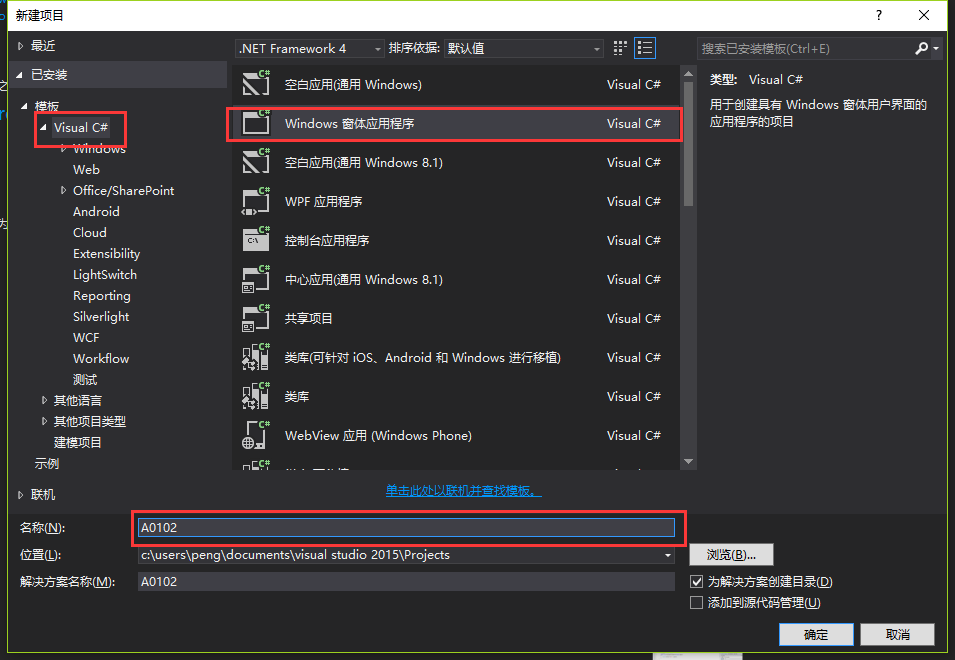 新建项目
?
最近
.NET Framework 4
排序依据: 默认值
搜索已安装模板(Ctrl+E)
已安装
模板
Visual C#
Windows
Web
Office/SharePoint
Android
Cloud
Extensibility
LightSwitch
Reporting
Silverlight
WCF
Workflow
测试
其他语言
其他项目类型
建模项目
示例
联机
空白应用(通用 Windows) Visual C#
Windows 窗体应用程序 Visual C#
空白应用(通用 Windows 8.1) Visual C#
WPF 应用程序 Visual C#
控制台应用程序 Visual C#
中心应用(通用 Windows 8.1) Visual C#
共享项目 Visual C#
类库(可针对 iOS、Android 和 Windows 进行移植) Visual C#
类库 Visual C#
WebView 应用 (Windows Phone) Visual C#
单击此处以联机并查找模板。
类型: Visual C#
用于创建具有 Windows 窗体用户界面的
应用程序的项目
名称(N): A0102
位置(L): c:\users\peng\documents\visual studio 2015\Projects
浏览(B)...
解决方案名称(M): A0102
为解决方案创建目录(D)
添加到源代码管理(U)
确定
取消